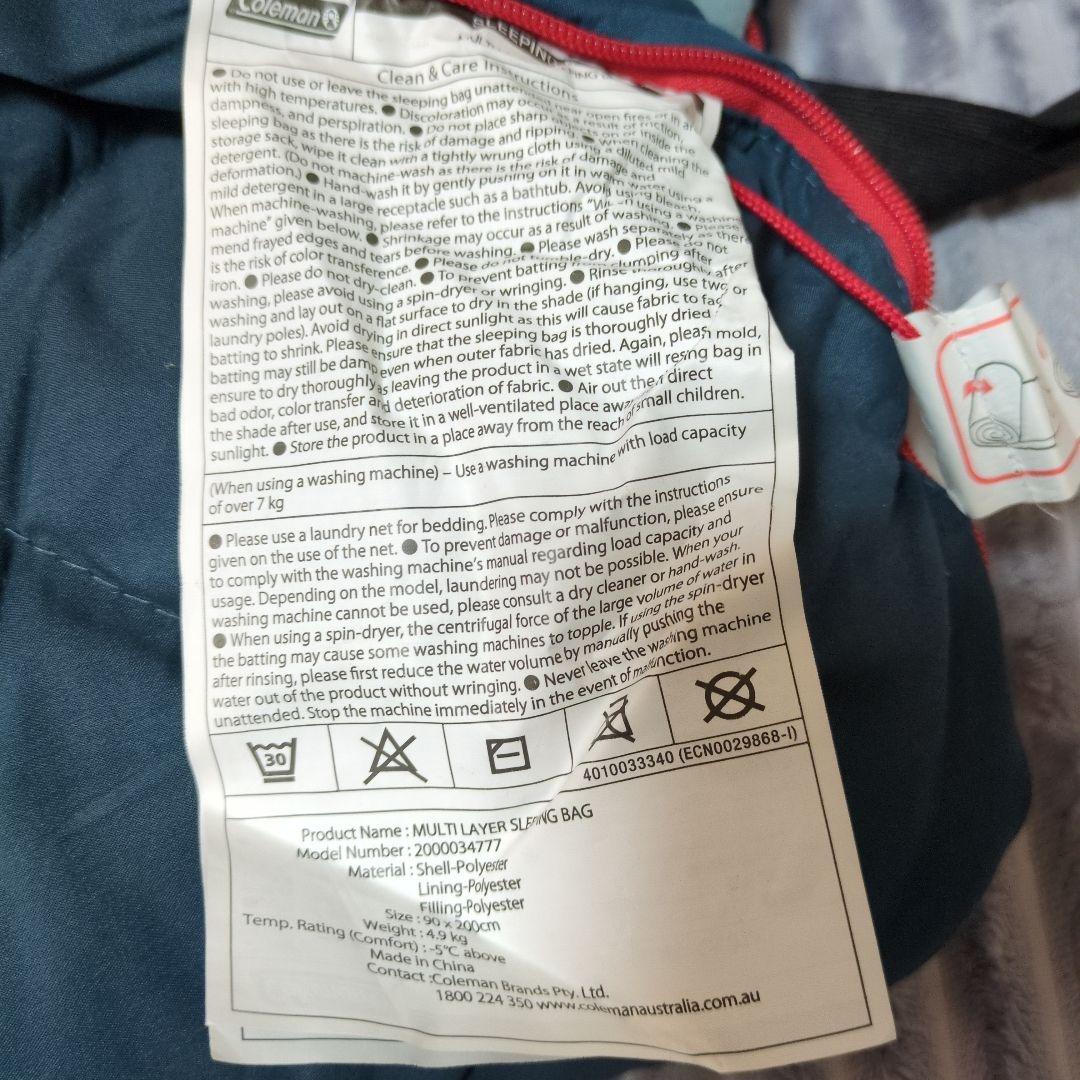 Coleman
SLEEPING
Clean & Care Instructions
● Do not use or leave the sleeping bag unattended near open fires or in an
with high temperatures. ● Discoloration may occur as a result of friction,
dampness, and perspiration. ● Do not place sharp or inside the
storage sack, as there is the risk of damage and ripping. ● When cleaning the
sleeping bag wipe it clean with a tightly wrung cloth using a diluted mild
detergent. (Do not machine-wash as there is the risk of damage and
deformation.) ● Hand-wash it by gently pushing on it in warm water using a
mild detergent in a large receptacle such as a bathtub. Avoid using bleach.
When machine-washing, please refer to the instructions "When using a washing
machine" given below. ● Shrinkage may occur as a result of washing. ● Please
mend frayed edges and tears before washing. ● Please wash separately as there
is the risk of color transference. ● Please do not tumble-dry. ● Please do not
iron. ● Please do not dry-clean. ● To prevent batting from clumping after
washing, please avoid using a spin-dryer or wringing. ● Rinse thoroughly after
washing and lay out on a flat surface to dry in the shade (if hanging, use two or
laundry poles). Avoid drying in direct sunlight as this will cause fabric to fade
batting to shrink. Please ensure that the sleeping bag is thoroughly dried
batting may still be damp even when outer fabric has dried. Again, please
ensure to dry thoroughly as leaving the product in a wet state will mold,
bad odor, color transfer and deterioration of fabric. ● Air out the bag in
the shade after use, and store it in a well-ventilated place away direct
sunlight. ● Store the product in a place away from the reach of small children.
(When using a washing machine) – Use a washing machine with load capacity
of over 7 kg
● Please use a laundry net for bedding. Please comply with the instructions
given on the use of the net. ● To prevent damage or malfunction, please ensure
to comply with the washing machine's manual regarding load capacity and
usage. Depending on the model, laundering may not be possible. When your
washing machine cannot be used, please consult a dry cleaner or hand-wash.
● When using a spin-dryer, the centrifugal force of the large volume of water in
the batting may cause some washing machines to topple. If using the spin-dryer
after rinsing, please first reduce the water volume by manually pushing the
water out of the product without wringing. ● Never leave the washing machine
unattended. Stop the machine immediately in the event of malfunction.
30
4010033340 (ECN0029868-I)
Product Name : MULTI LAYER SLEEPING BAG
Model Number : 2000034777
Material : Shell-Polyester
Lining-Polyester
Filling-Polyester
Size : 90 x 200cm
Weight : 4.9 kg
Temp. Rating (Comfort) : -5°C above
Made in China
Contact :Coleman Brands Pty. Ltd.
1800 224 350 www.colemanaustralia.com.au